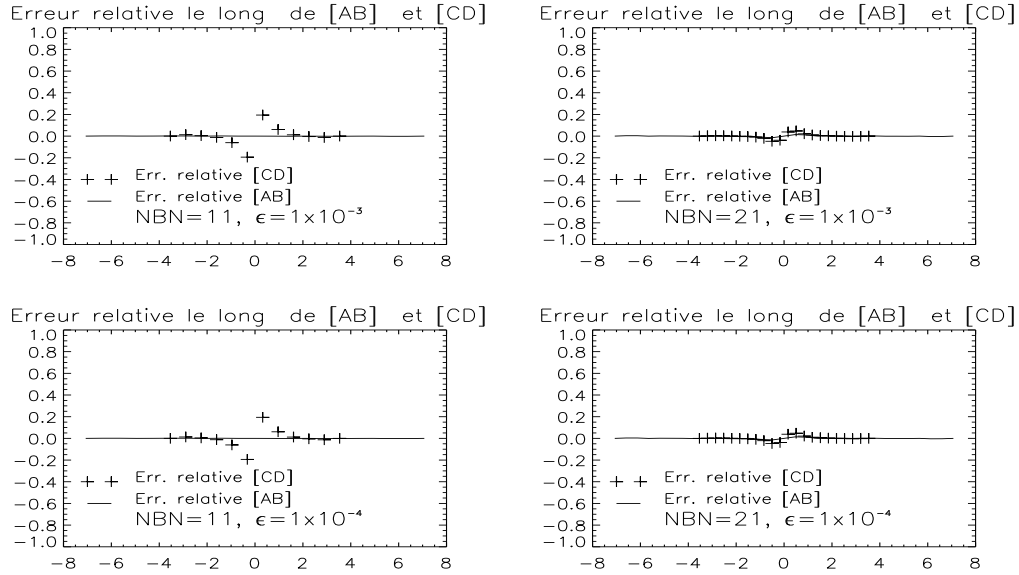 Erreur relative le long de [AB] et [CD]
1.0
0.8
0.6
0.4
0.2
0.0
−0.2
−0.4
−0.6
−0.8
−1.0
Err. relative [CD]
Err. relative [AB]
NBN=11, ϵ=1x10⁻³
−8 −6 −4 −2 0 2 4 6 8
Erreur relative le long de [AB] et [CD]
1.0
0.8
0.6
0.4
0.2
0.0
−0.2
−0.4
−0.6
−0.8
−1.0
Err. relative [CD]
Err. relative [AB]
NBN=21, ϵ=1x10⁻³
−8 −6 −4 −2 0 2 4 6 8
Erreur relative le long de [AB] et [CD]
1.0
0.8
0.6
0.4
0.2
0.0
−0.2
−0.4
−0.6
−0.8
−1.0
Err. relative [CD]
Err. relative [AB]
NBN=11, ϵ=1x10⁻⁴
−8 −6 −4 −2 0 2 4 6 8
Erreur relative le long de [AB] et [CD]
1.0
0.8
0.6
0.4
0.2
0.0
−0.2
−0.4
−0.6
−0.8
−1.0
Err. relative [CD]
Err. relative [AB]
NBN=21, ϵ=1x10⁻⁴
−8 −6 −4 −2 0 2 4 6 8